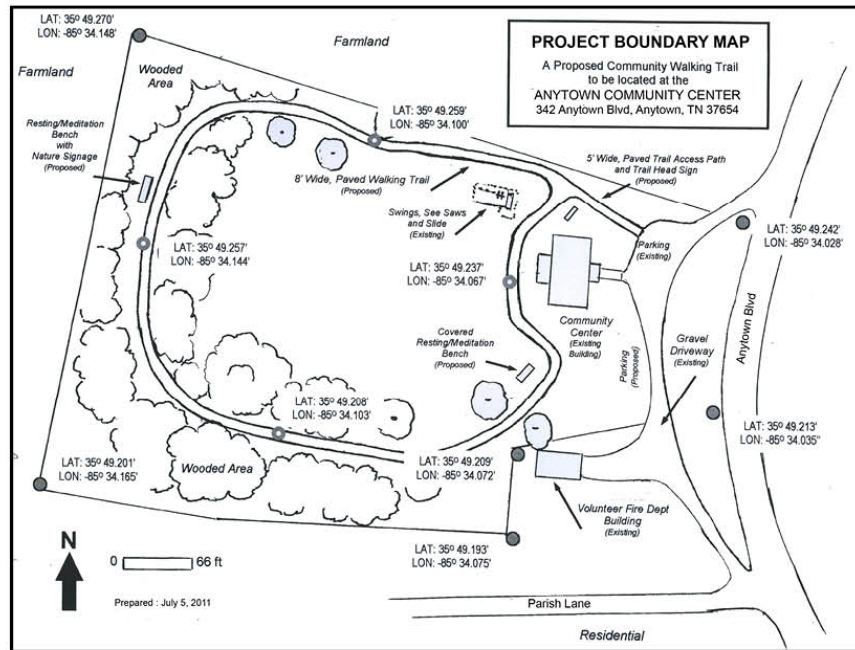 LAT: 35º 49.270'
LON: -85º 34.148'
Farmland
Farmland
Wooded
Area
PROJECT BOUNDARY MAP
A Proposed Community Walking Trail
to be located at the
ANYTOWN COMMUNITY CENTER
342 Anytown Blvd, Anytown, TN 37654
LAT: 35º 49.259'
LON: -85º 34.100'
Resting/Meditation
Bench
with
Nature Signage
(Proposed)
8' Wide, Paved Walking Trail
(Proposed)
5' Wide, Paved Trail Access Path
and Trail Head Sign
(Proposed)
Swings, See Saws
and Slide
(Existing)
LAT: 35º 49.242'
LON: -85º 34.028'
Parking
(Existing)
LAT: 35º 49.257'
LON: -85º 34.144'
LAT: 35º 49.237'
LON: -85º 34.067'
Community
Center
(Existing
Building)
Anytown Blvd
Gravel
Driveway
(Existing)
Covered
Resting/Meditation
Bench
(Proposed)
Parking
(Proposed)
LAT: 35º 49.208'
LON: -85º 34.103'
LAT: 35º 49.213'
LON: -85º 34.035"
LAT: 35º 49.201'
LON: -85º 34.165'
Wooded Area
LAT: 35º 49.209'
LON: -85º 34.072'
Volunteer Fire Dept
Building
(Existing)
LAT: 35º 49.193'
LON: -85º 34.075'
N
0
66 ft
Prepared : July 5, 2011
Parish Lane
Residential